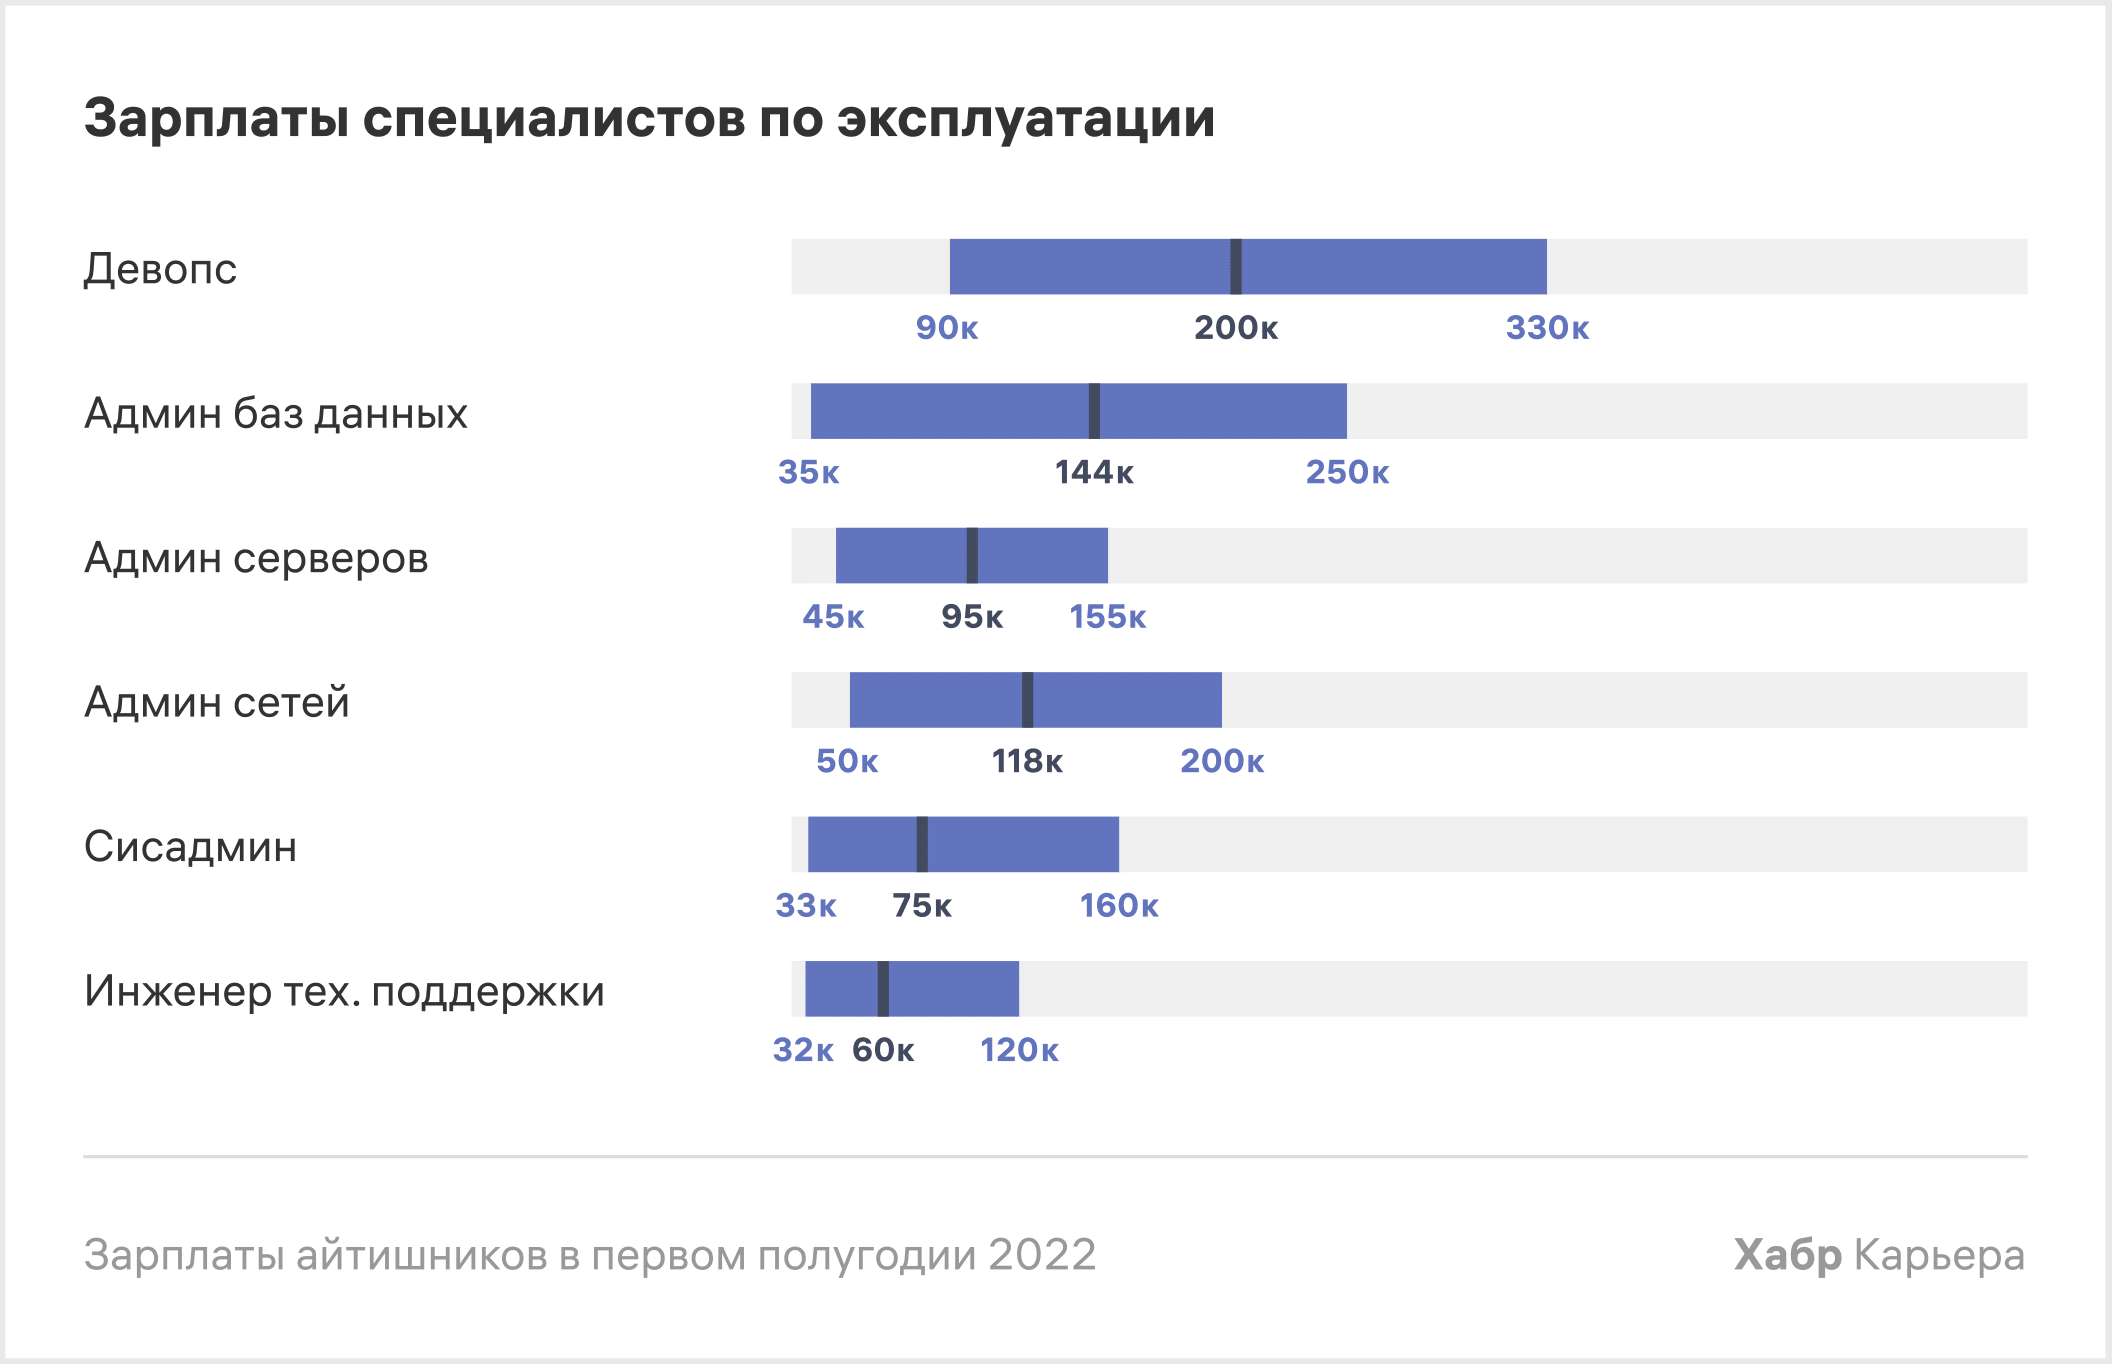 Зарплаты специалистов по эксплуатации
Девопс
90к 200к 330к
Админ баз данных
35к 144к 250к
Админ серверов
45к 95к 155к
Админ сетей
50к 118к 200к
Сисадмин
33к 75к 160к
Инженер тех. поддержки
32к 60к 120к
Зарплаты айтишников в первом полугодии 2022
Хабр Карьера